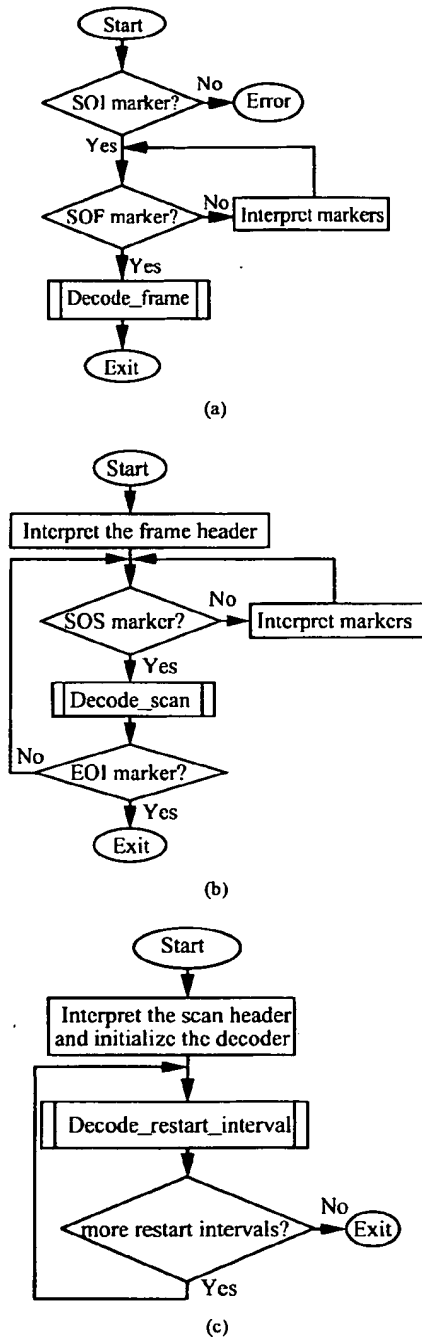 Start
SOI marker?
No
Error
Yes
SOF marker?
No
Interpret markers
Yes
Decode_frame
Exit
(a)
Start
Interpret the frame header
SOS marker?
No
Interpret markers
Yes
Decode_scan
No
EOI marker?
Yes
Exit
(b)
Start
Interpret the scan header
and initialize the decoder
Decode_restart_interval
more restart intervals?
No
Exit
Yes
(c)